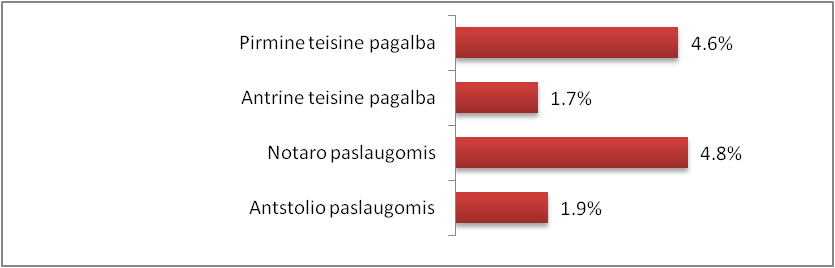 Pirmine teisine pagalba 4.6%
Antrine teisine pagalba 1.7%
Notaro paslaugomis 4.8%
Antstolio paslaugomis 1.9%